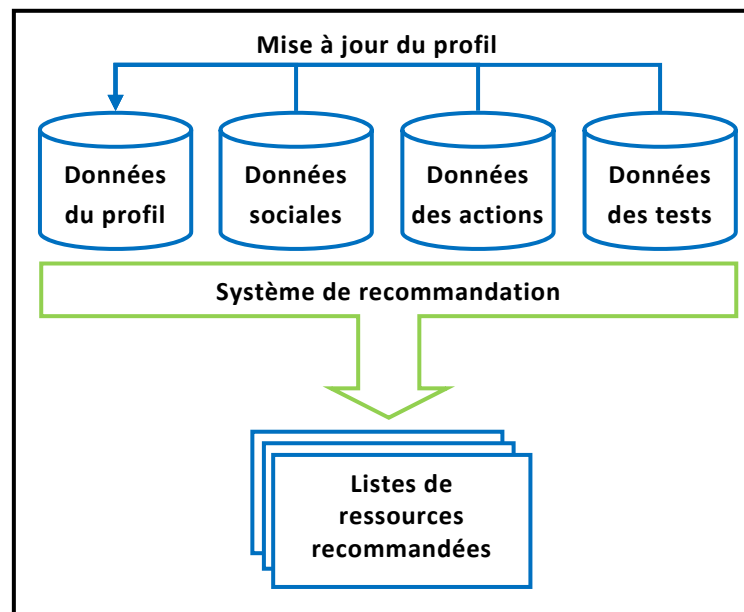 Mise à jour du profil
Données
du profil
Données
sociales
Données
des actions
Données
des tests
Système de recommandation
Listes de
ressources
recommandées